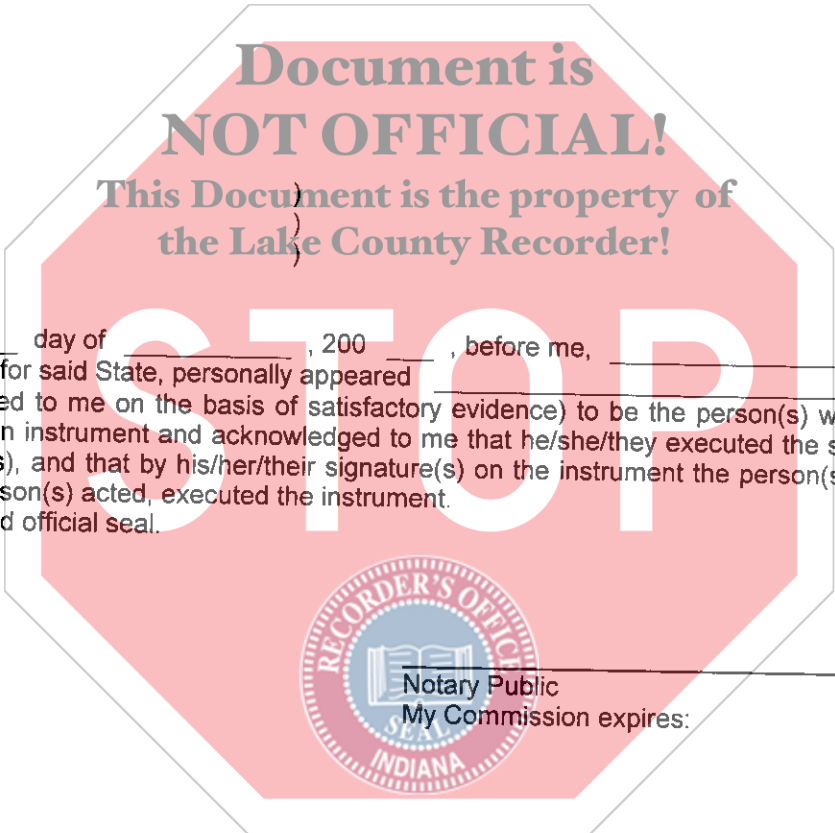 Document is
NOT OFFICIAL!
This Document is the property of
the Lake County Recorder!
)
)
)
STOP
day of ____________ , 200 ____ , before me, ____________
for said State, personally appeared ____________
ed to me on the basis of satisfactory evidence) to be the person(s) w
n instrument and acknowledged to me that he/she/they executed the s
s), and that by his/her/their signature(s) on the instrument the person(s
son(s) acted, executed the instrument.
d official seal.
RECORDER'S OFFICE
SEAL
INDIANA
Notary Public
My Commission expires: